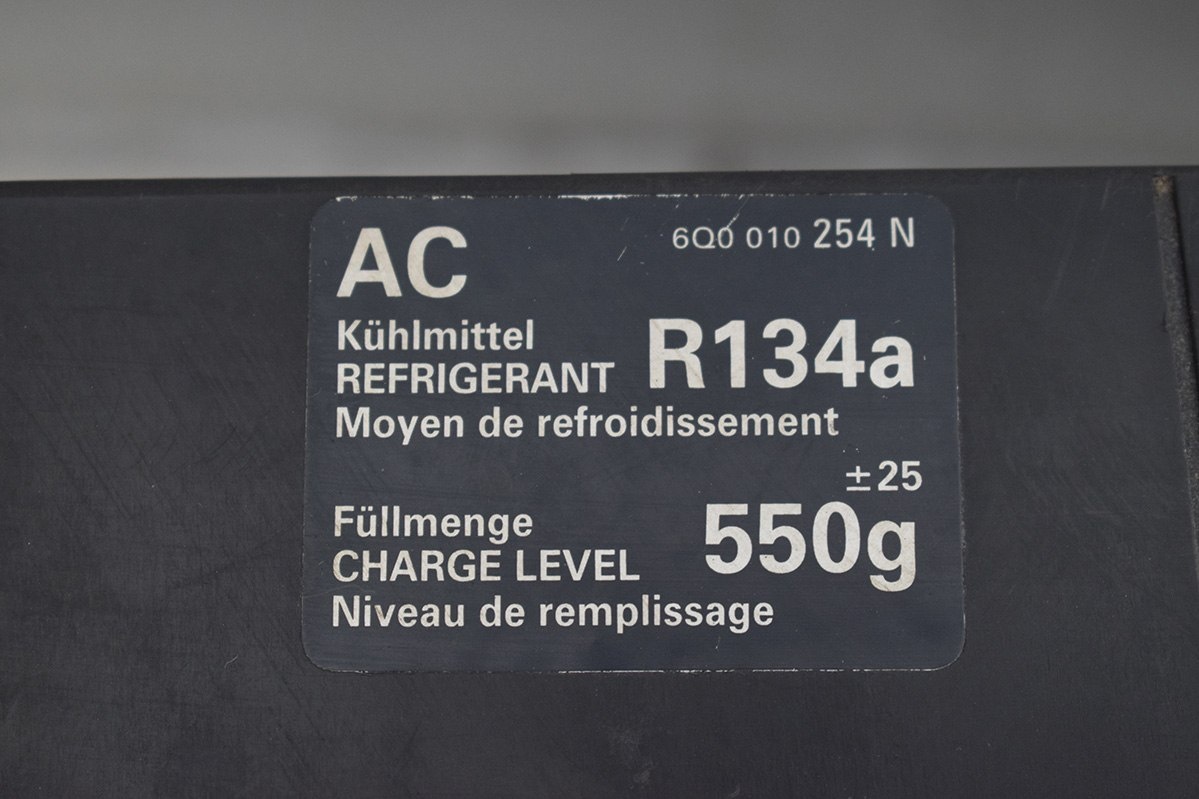 AC
6Q0 010 254 N
Kühlmittel
REFRIGERANT
R134a
Moyen de refroidissement
±25
Füllmenge
CHARGE LEVEL
550g
Niveau de remplissage